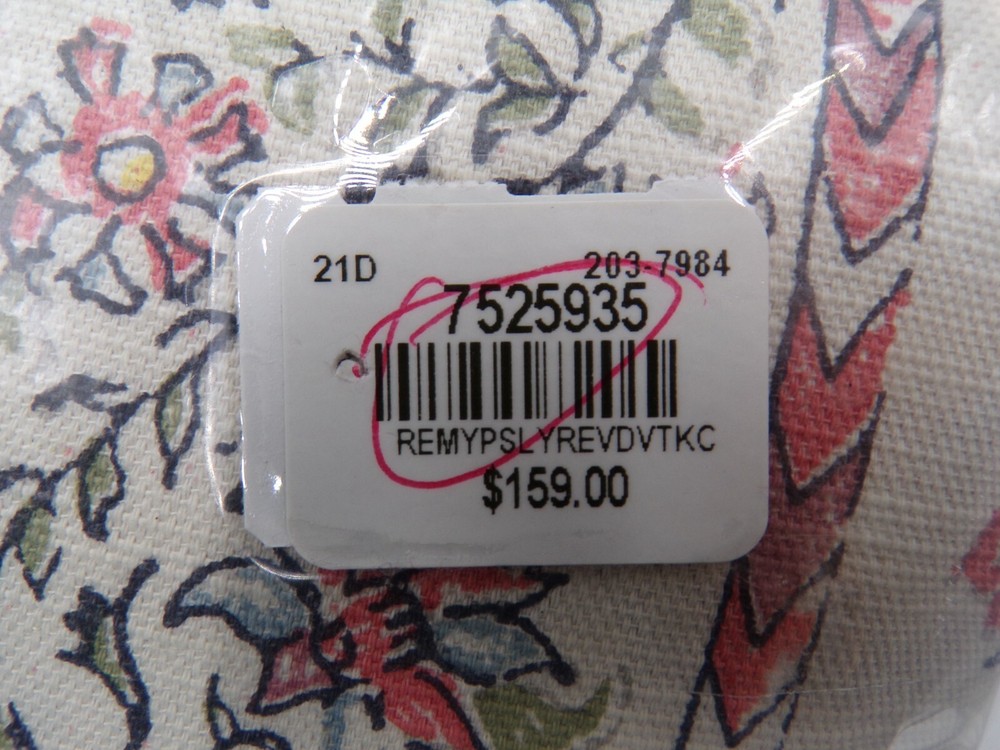 21D 203-7984
7525935
REMYPSLYREVDVTKC
$159.00